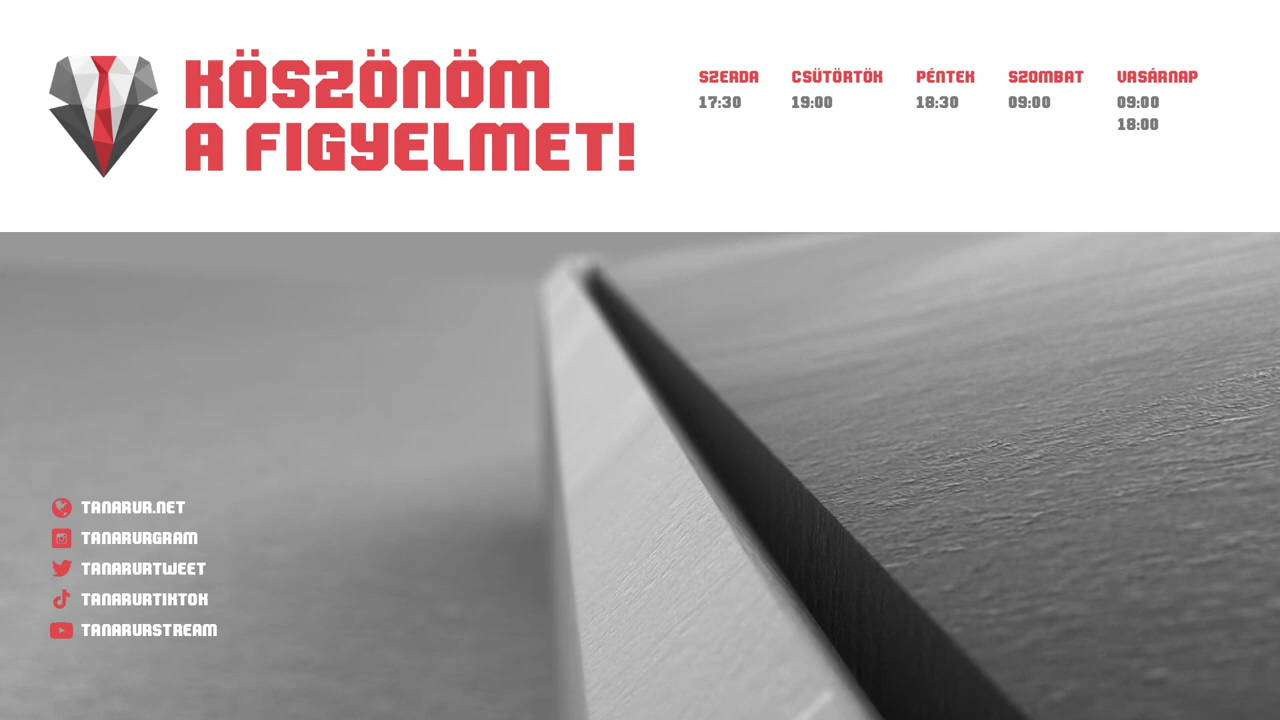 KÖSZÖNÖM
A FIGYELMET!
SZERDA
17:30
CSÜTÖRTÖK
19:00
PÉNTEK
18:30
SZOMBAT
09:00
VASÁRNAP
09:00
18:00
TANARUR.NET
TANARURGRAM
TANARURTWEET
TANARURTIKTOK
TANARURSTREAM